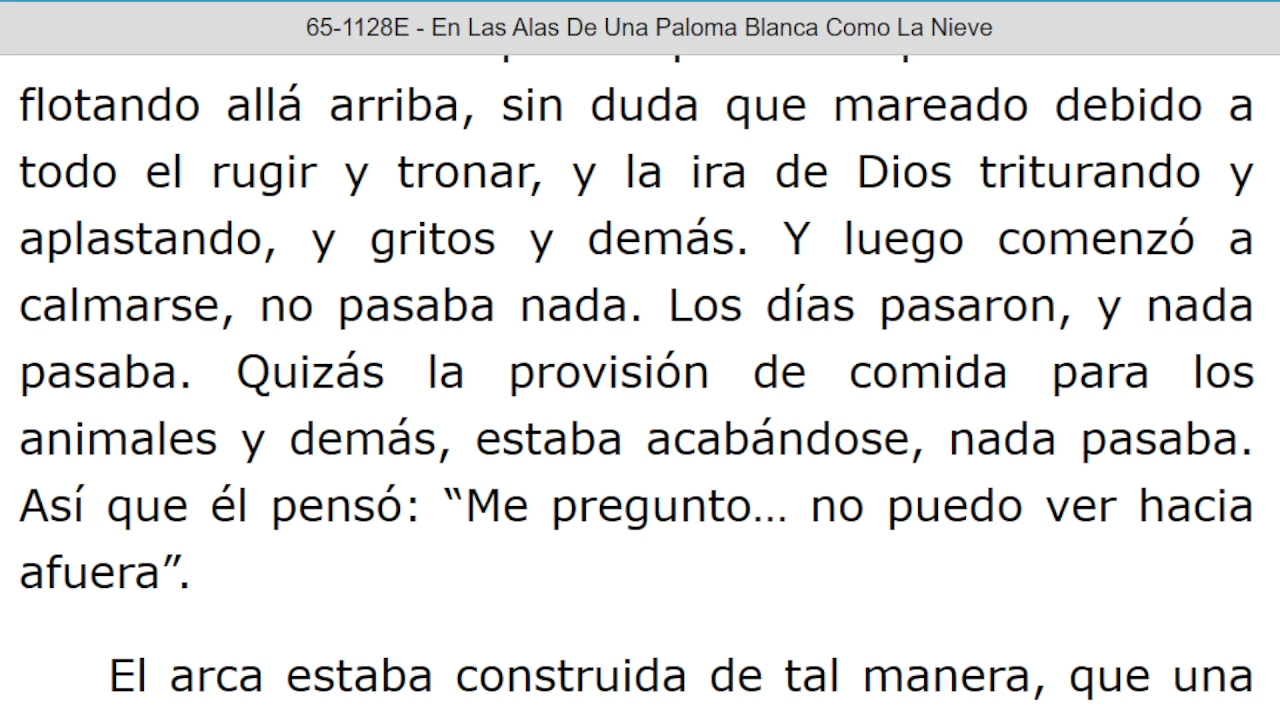 65-1128E - En Las Alas De Una Paloma Blanca Como La Nieve
flotando allá arriba, sin duda que mareado debido a
todo el rugir y tronar, y la ira de Dios triturando y
aplastando, y gritos y demás. Y luego comenzó a
calmarse, no pasaba nada. Los días pasaron, y nada
pasaba. Quizás la provisión de comida para los
animales y demás, estaba acabándose, nada pasaba.
Así que él pensó: “Me pregunto… no puedo ver hacia
afuera”.
El arca estaba construida de tal manera, que una